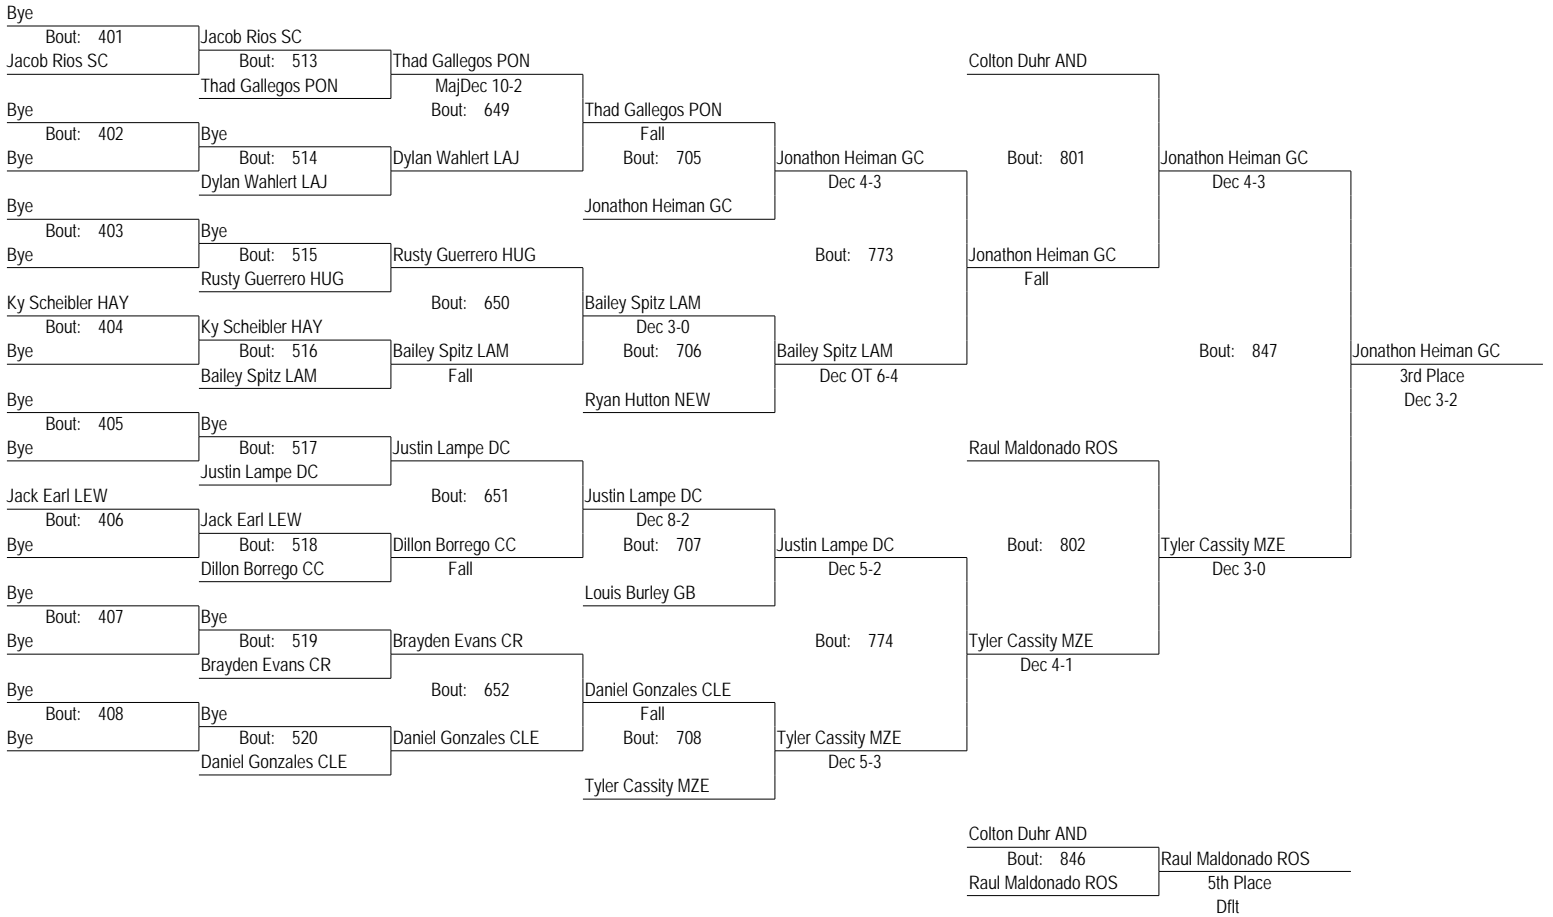 Bye
Bout: 401
Jacob Rios SC
Jacob Rios SC
Bout: 513
Thad Gallegos PON
Bye
Bout: 402
Bye
Bye
Bout: 514
Dylan Wahlert LAJ
Thad Gallegos PON
MajDec 10-2
Bout: 649
Dylan Wahlert LAJ
Bye
Bout: 403
Bye
Bye
Bout: 515
Rusty Guerrero HUG
Ky Scheibler HAY
Bout: 404
Bye
Ky Scheibler HAY
Bout: 516
Bailey Spitz LAM
Rusty Guerrero HUG
Bout: 650
Bailey Spitz LAM
Fall
Thad Gallegos PON
Fall
Bout: 705
Jonathon Heiman GC
Bailey Spitz LAM
Dec 3-0
Bout: 706
Ryan Hutton NEW
Jonathon Heiman GC
Dec 4-3
Bout: 773
Bailey Spitz LAM
Dec OT 6-4
Bye
Bout: 405
Bye
Bye
Bout: 517
Justin Lampe DC
Jack Earl LEW
Bout: 406
Bye
Jack Earl LEW
Bout: 518
Dillon Borrego CC
Justin Lampe DC
Bout: 651
Dillon Borrego CC
Fall
Bye
Bout: 407
Bye
Bye
Bout: 519
Brayden Evans CR
Bye
Bout: 408
Bye
Bye
Bout: 520
Daniel Gonzales CLE
Brayden Evans CR
Bout: 652
Daniel Gonzales CLE
Justin Lampe DC
Dec 8-2
Bout: 707
Louis Burley GB
Daniel Gonzales CLE
Fall
Bout: 708
Tyler Cassity MZE
Justin Lampe DC
Dec 5-2
Bout: 774
Tyler Cassity MZE
Dec 5-3
Colton Duhr AND
Bout: 801
Jonathon Heiman GC
Fall
Raul Maldonado ROS
Bout: 802
Tyler Cassity MZE
Dec 4-1
Jonathon Heiman GC
Dec 4-3
Bout: 847
Tyler Cassity MZE
Dec 3-0
Jonathon Heiman GC
3rd Place
Dec 3-2
Colton Duhr AND
Bout: 846
Raul Maldonado ROS
Raul Maldonado ROS
5th Place
Dflt